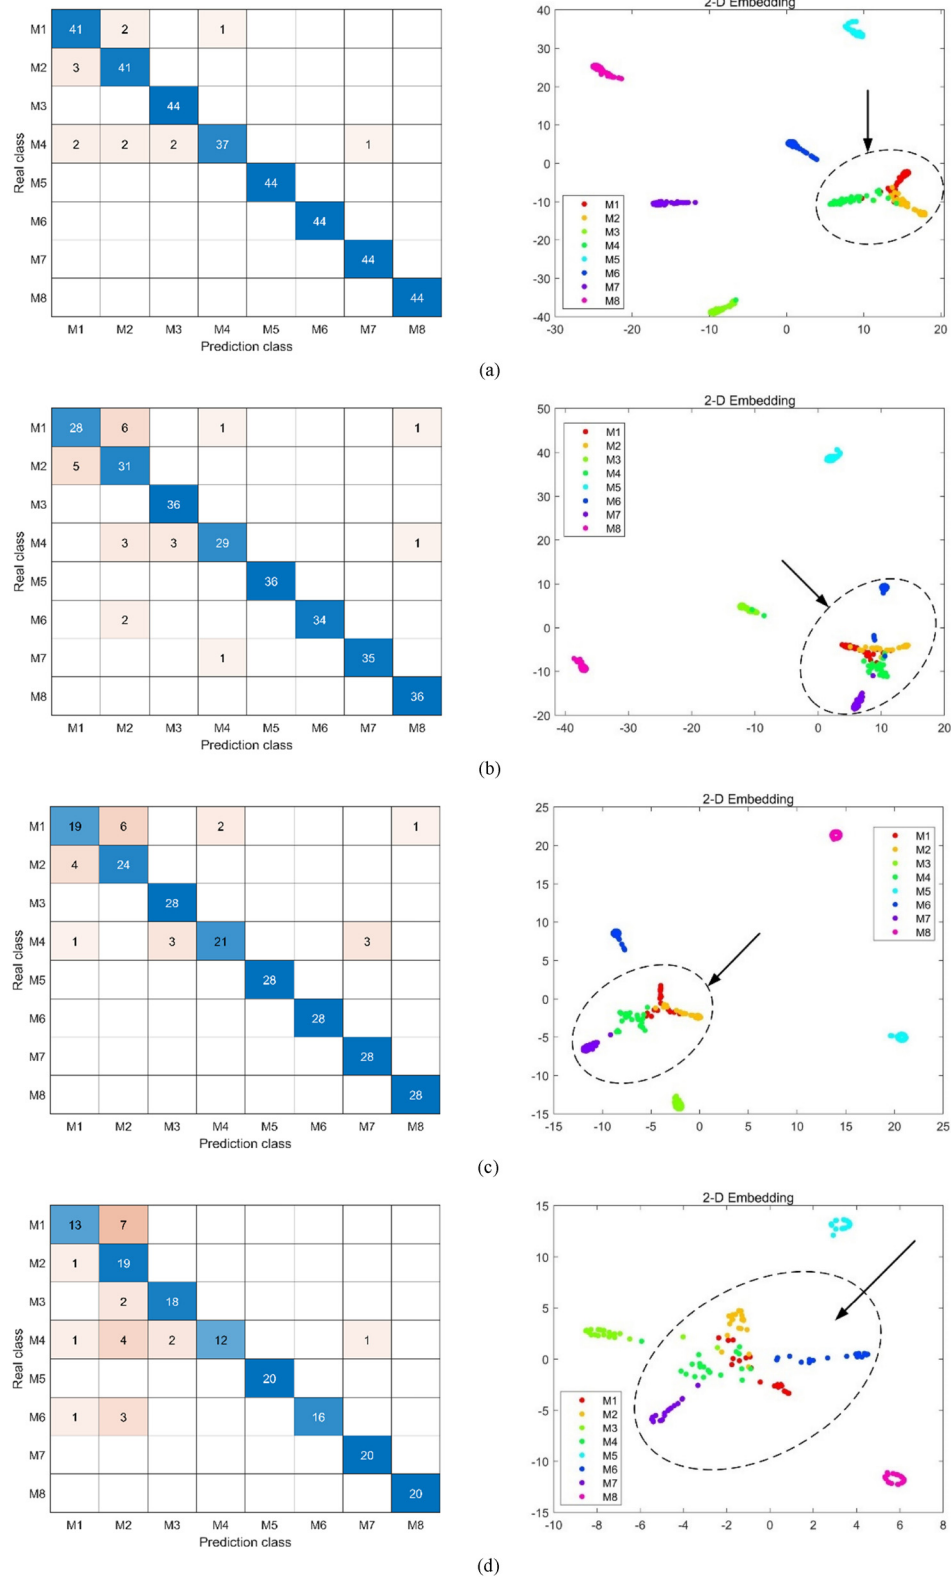 M1 41 2 1
M2 3 41
M3 44
M4 2 2 2 37 1
M5 44
M6 44
M7 44
M8 44
M1 M2 M3 M4 M5 M6 M7 M8
Prediction class
Real class
2-D Embedding
40
30
20
10
0
-10
-20
-30
-40
-30 -20 -10 0 10 20
M1
M2
M3
M4
M5
M6
M7
M8
(a)
M1 28 6 1 1
M2 5 31
M3 36
M4 3 3 29 1
M5 36
M6 2 34
M7 1 35
M8 36
M1 M2 M3 M4 M5 M6 M7 M8
Prediction class
Real class
2-D Embedding
50
40
30
20
10
0
-10
-20
-40 -30 -20 -10 0 10 20
M1
M2
M3
M4
M5
M6
M7
M8
(b)
M1 19 6 2 1
M2 4 24
M3 28
M4 1 3 21 3
M5 28
M6 28
M7 28
M8 28
M1 M2 M3 M4 M5 M6 M7 M8
Prediction class
Real class
2-D Embedding
25
20
15
10
5
0
-5
-10
-15
-15 -10 -5 0 5 10 15 20 25
M1
M2
M3
M4
M5
M6
M7
M8
(c)
M1 13 7
M2 1 19
M3 2 18
M4 1 4 2 12 1
M5 20
M6 1 3 16
M7 20
M8 20
M1 M2 M3 M4 M5 M6 M7 M8
Prediction class
Real class
2-D Embedding
15
10
5
0
-5
-10
-15
-10 -8 -6 -4 -2 0 2 4 6 8
M1
M2
M3
M4
M5
M6
M7
M8
(d)